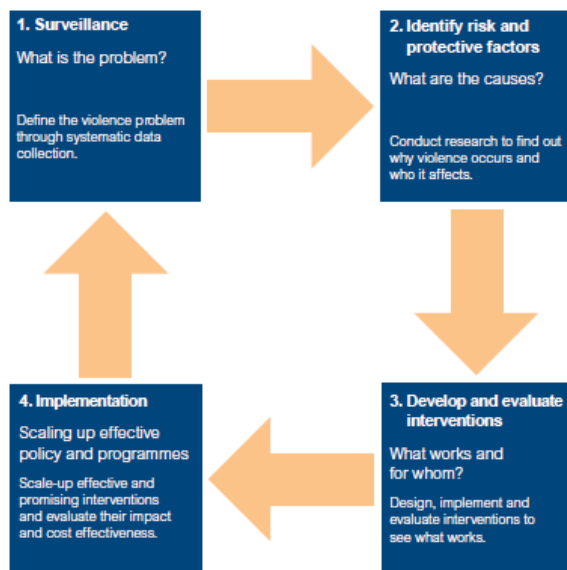 1. Surveillance
What is the problem?
Define the violence problem
through systematic data
collection.
2. Identify risk and
protective factors
What are the causes?
Conduct research to find out
why violence occurs and
who it affects.
3. Develop and evaluate
interventions
What works and
for whom?
Design, implement and
evaluate interventions to
see what works.
4. Implementation
Scaling up effective
policy and programmes
Scale-up effective and
promising interventions
and evaluate their impact
and cost effectiveness.